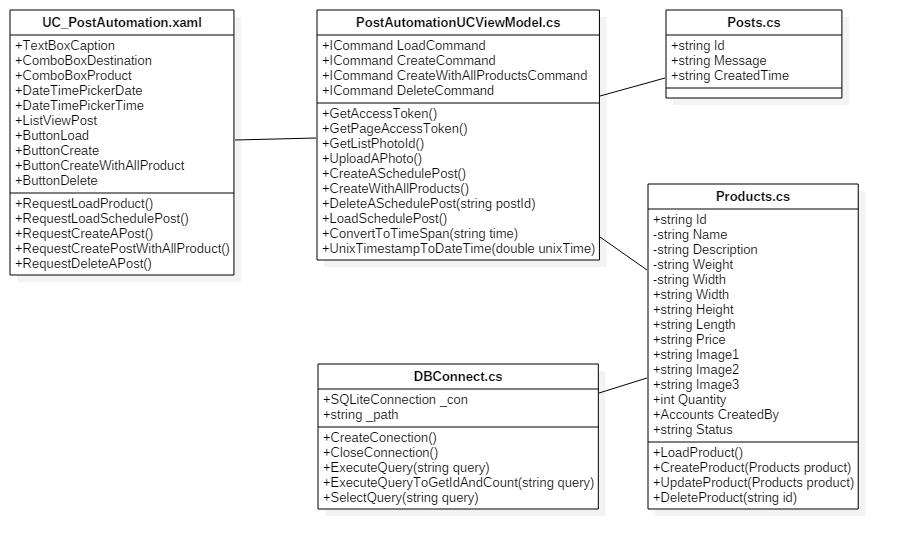 UC_PostAutomation.xaml
+TextBoxCaption
+ComboBoxDestination
+ComboBoxProduct
+DateTimePickerDate
+DateTimePickerTime
+ListViewPost
+ButtonLoad
+ButtonCreate
+ButtonCreateWithAllProduct
+ButtonDelete
+RequestLoadProduct()
+RequestLoadSchedulePost()
+RequestCreateAPost()
+RequestCreatePostWithAllProduct()
+RequestDeleteAPost()
PostAutomationUCViewModel.cs
+ICommand LoadCommand
+ICommand CreateCommand
+ICommand CreateWithAllProductsCommand
+ICommand DeleteCommand
+GetAccessToken()
+GetPageAccessToken()
+GetListPhotoId()
+UploadAPhoto()
+CreateASchedulePost()
+CreateWithAllProducts()
+DeleteASchedulePost(string postId)
+LoadSchedulePost()
+ConvertToTimeSpan(string time)
+UnixTimestampToDateTime(double unixTime)
Posts.cs
+string Id
+string Message
+string CreatedTime
Products.cs
+string Id
-string Name
-string Description
-string Weight
-string Width
+string Width
+string Height
+string Length
+string Price
+string Image1
+string Image2
+string Image3
+int Quantity
+Accounts CreatedBy
+string Status
+LoadProduct()
+CreateProduct(Products product)
+UpdateProduct(Products product)
+DeleteProduct(string id)
DBConnect.cs
+SQLiteConnection _con
+string _path
+CreateConection()
+CloseConnection()
+ExecuteQuery(string query)
+ExecuteQueryToGetIdAndCount(string query)
+SelectQuery(string query)